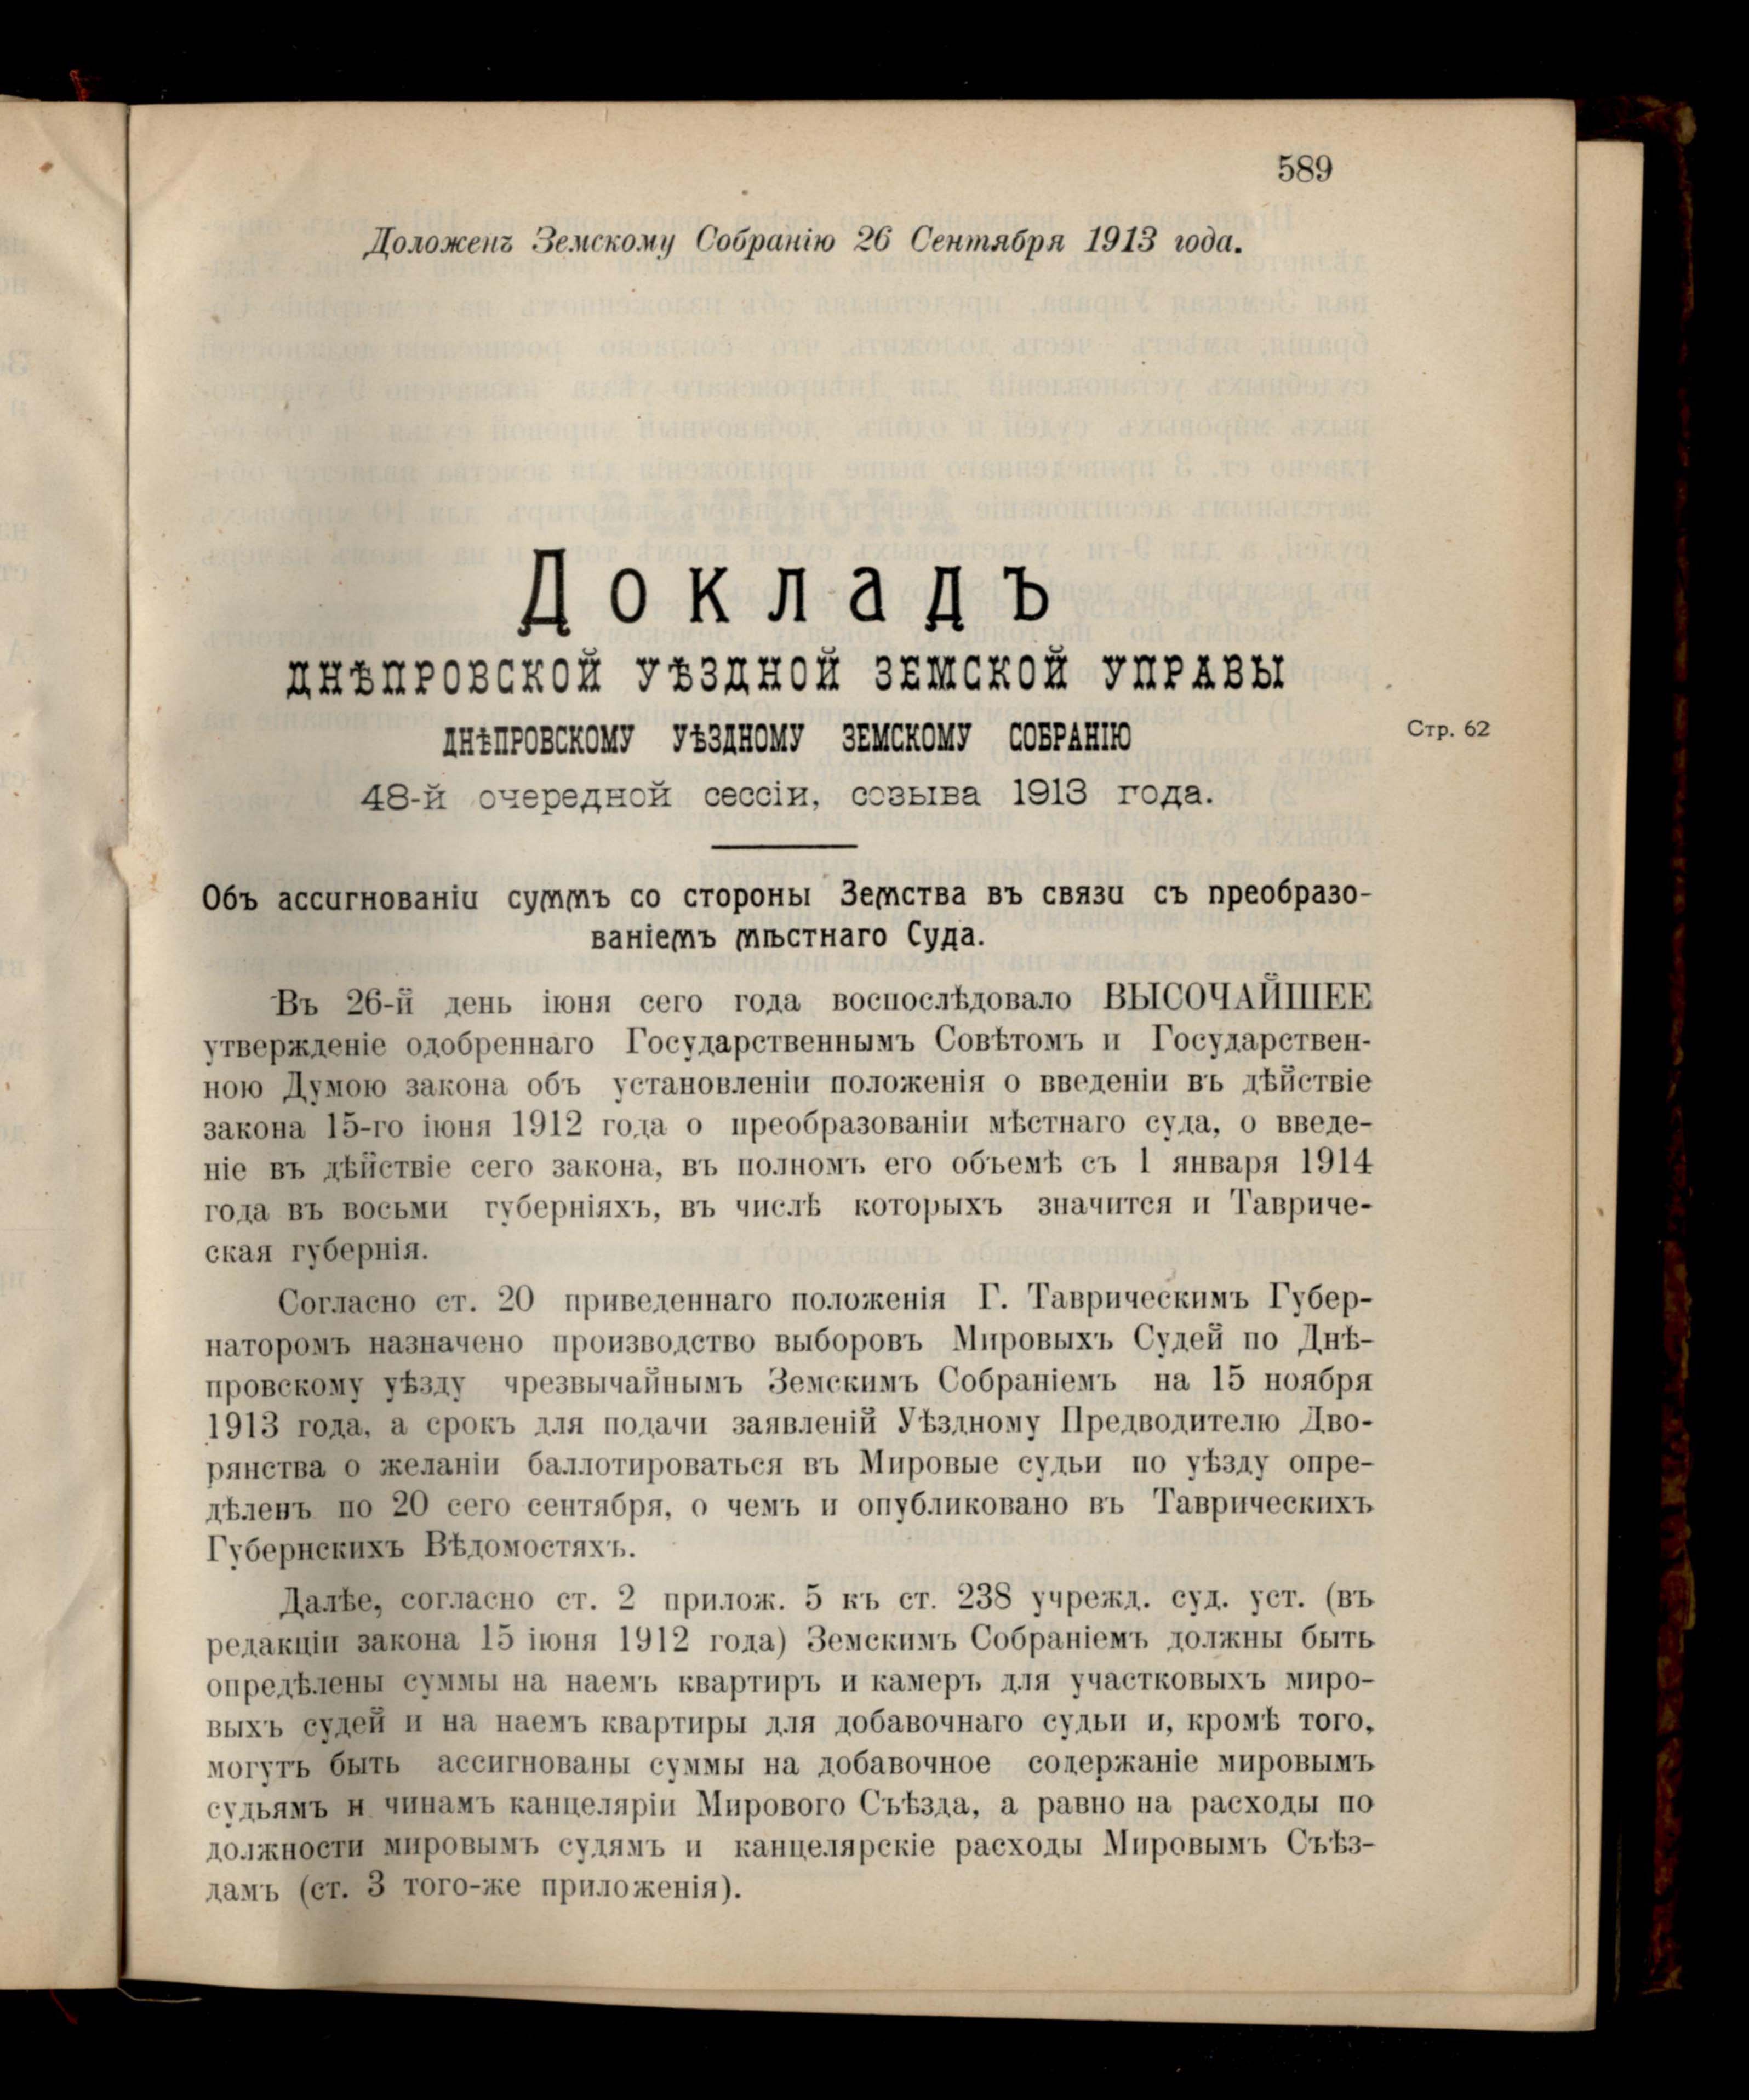 589
Доложенъ Земскому Собранію 26 Сентября 1913 года.
Докладъ
ДНѢПРОВСКОЙ УѢЗДНОЙ ЗЕМСКОЙ УПРАВЫ
ДНѢПРОВСКОМУ УѢЗДНОМУ ЗЕМСКОМУ СОБРАНІЮ
Стр. 62
48-й очередной сессіи, созыва 1913 года.
Объ ассигнованіи суммъ со стороны Земства въ связи съ преобразо-
ваніемъ мѣстнаго Суда.
Въ 26-й день іюня сего года воспослѣдовало ВЫСОЧАЙШЕЕ
утвержденіе одобреннаго Государственнымъ Совѣтомъ и Государствен-
ною Думою закона объ установленіи положенія о введеніи въ дѣйствіе
закона 15-го іюня 1912 года о преобразованіи мѣстнаго суда, о введе-
ніе въ дѣйствіе сего закона, въ полномъ его объемѣ съ 1 января 1914
года въ восьми губерніяхъ, въ числѣ которыхъ значится и Тавриче-
ская губернія.
Согласно ст. 20 приведеннаго положенія Г. Таврическимъ Губер-
наторомъ назначено производство выборовъ Мировыхъ Судей по Днѣ-
провскому уѣзду чрезвычайнымъ Земскимъ Собраніемъ на 15 ноября
1913 года, а срокъ для подачи заявленій Уѣздному Предводителю Дво-
рянства о желаніи баллотироваться въ Мировые судьи по уѣзду опре-
дѣленъ по 20 сего сентября, о чемъ и опубликовано въ Таврическихъ
Губернскихъ Вѣдомостяхъ.
Далѣе, согласно ст. 2 прилож. 5 къ ст. 238 учрежд. суд. уст. (въ
редакціи закона 15 іюня 1912 года) Земскимъ Собраніемъ должны быть
опредѣлены суммы на наемъ квартиръ и камеръ для участковыхъ миро-
выхъ судей и на наемъ квартиры для добавочнаго судьи и, кромѣ того,
могутъ быть ассигнованы суммы на добавочное содержаніе мировымъ
судьямъ и чинамъ канцеляріи Мирового Съѣзда, а равно на расходы по
должности мировымъ судямъ и канцелярскіе расходы Мировымъ Съѣз-
дамъ (ст. 3 того-же приложенія).